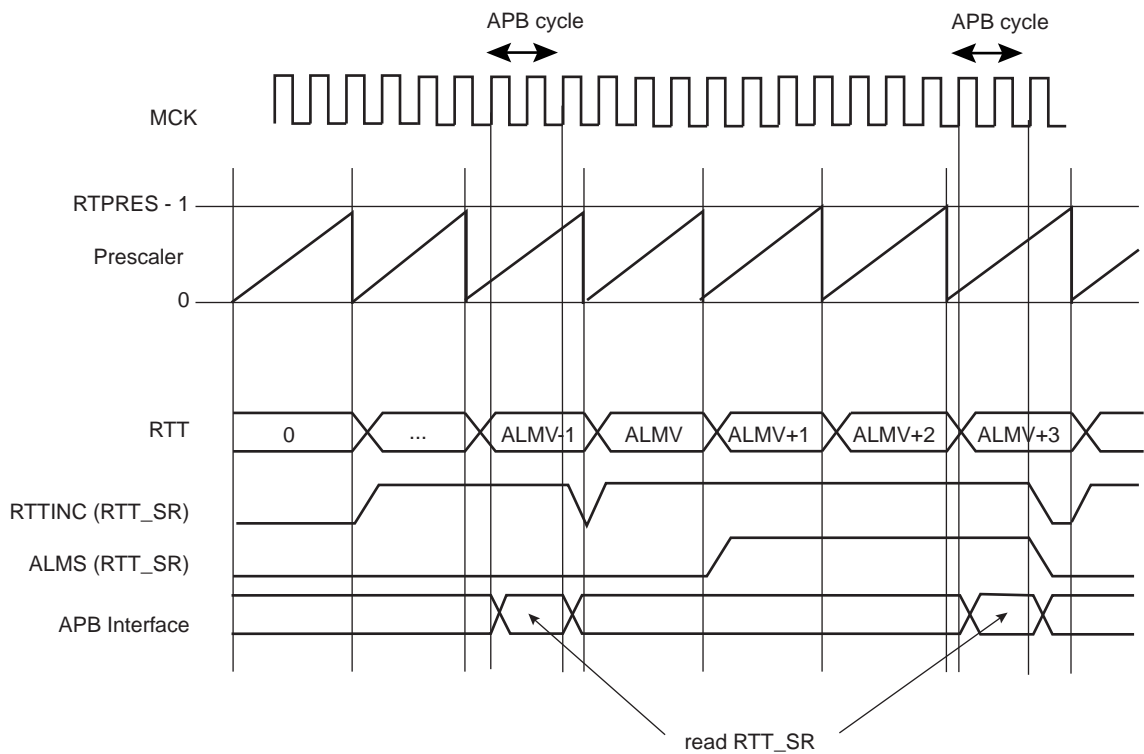 APB cycle APB cycle
MCK
RTPRES - 1
Prescaler
0
RTT 0 ... ALMV-1 ALMV ALMV+1 ALMV+2 ALMV+3
RTTINC (RTT_SR)
ALMS (RTT_SR)
APB Interface
read RTT_SR